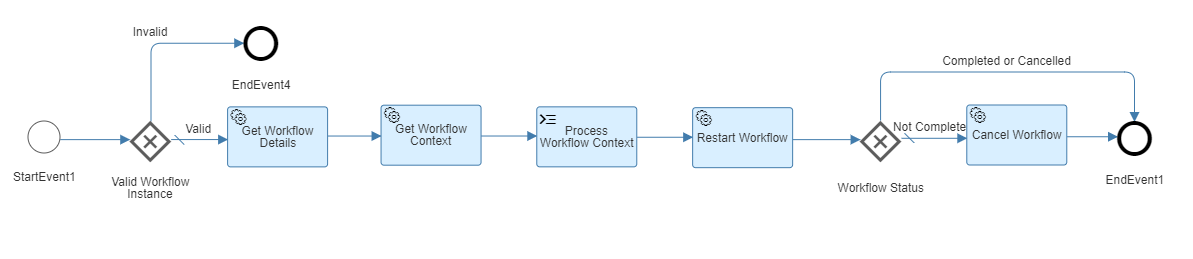 Invalid
EndEvent4
Completed or Cancelled
StartEvent1
Valid Workflow
Instance
Valid
Get Workflow
Details
Get Workflow
Context
Process
Workflow Context
Restart Workflow
Workflow Status
Not Complete
Cancel Workflow
EndEvent1